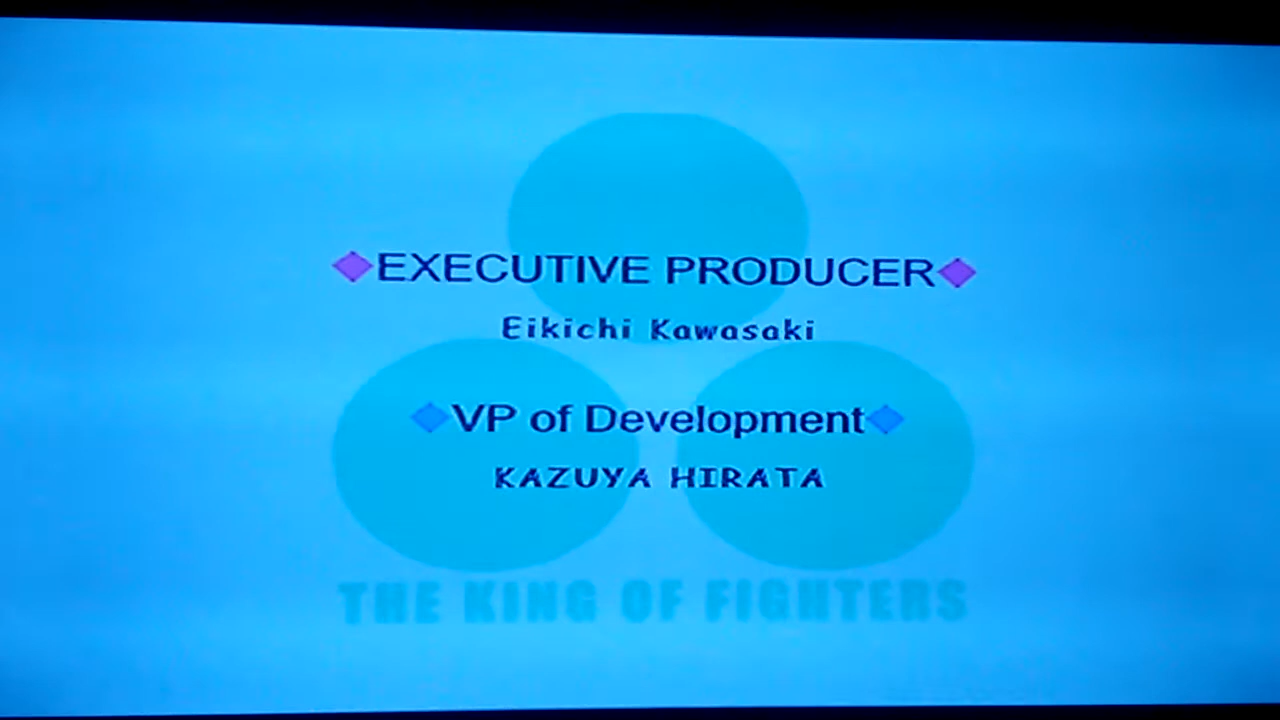 EXECUTIVE PRODUCER
Eikichi Kawasaki
VP of Development
KAZUYA HIRATA
THE KING OF FIGHTERS